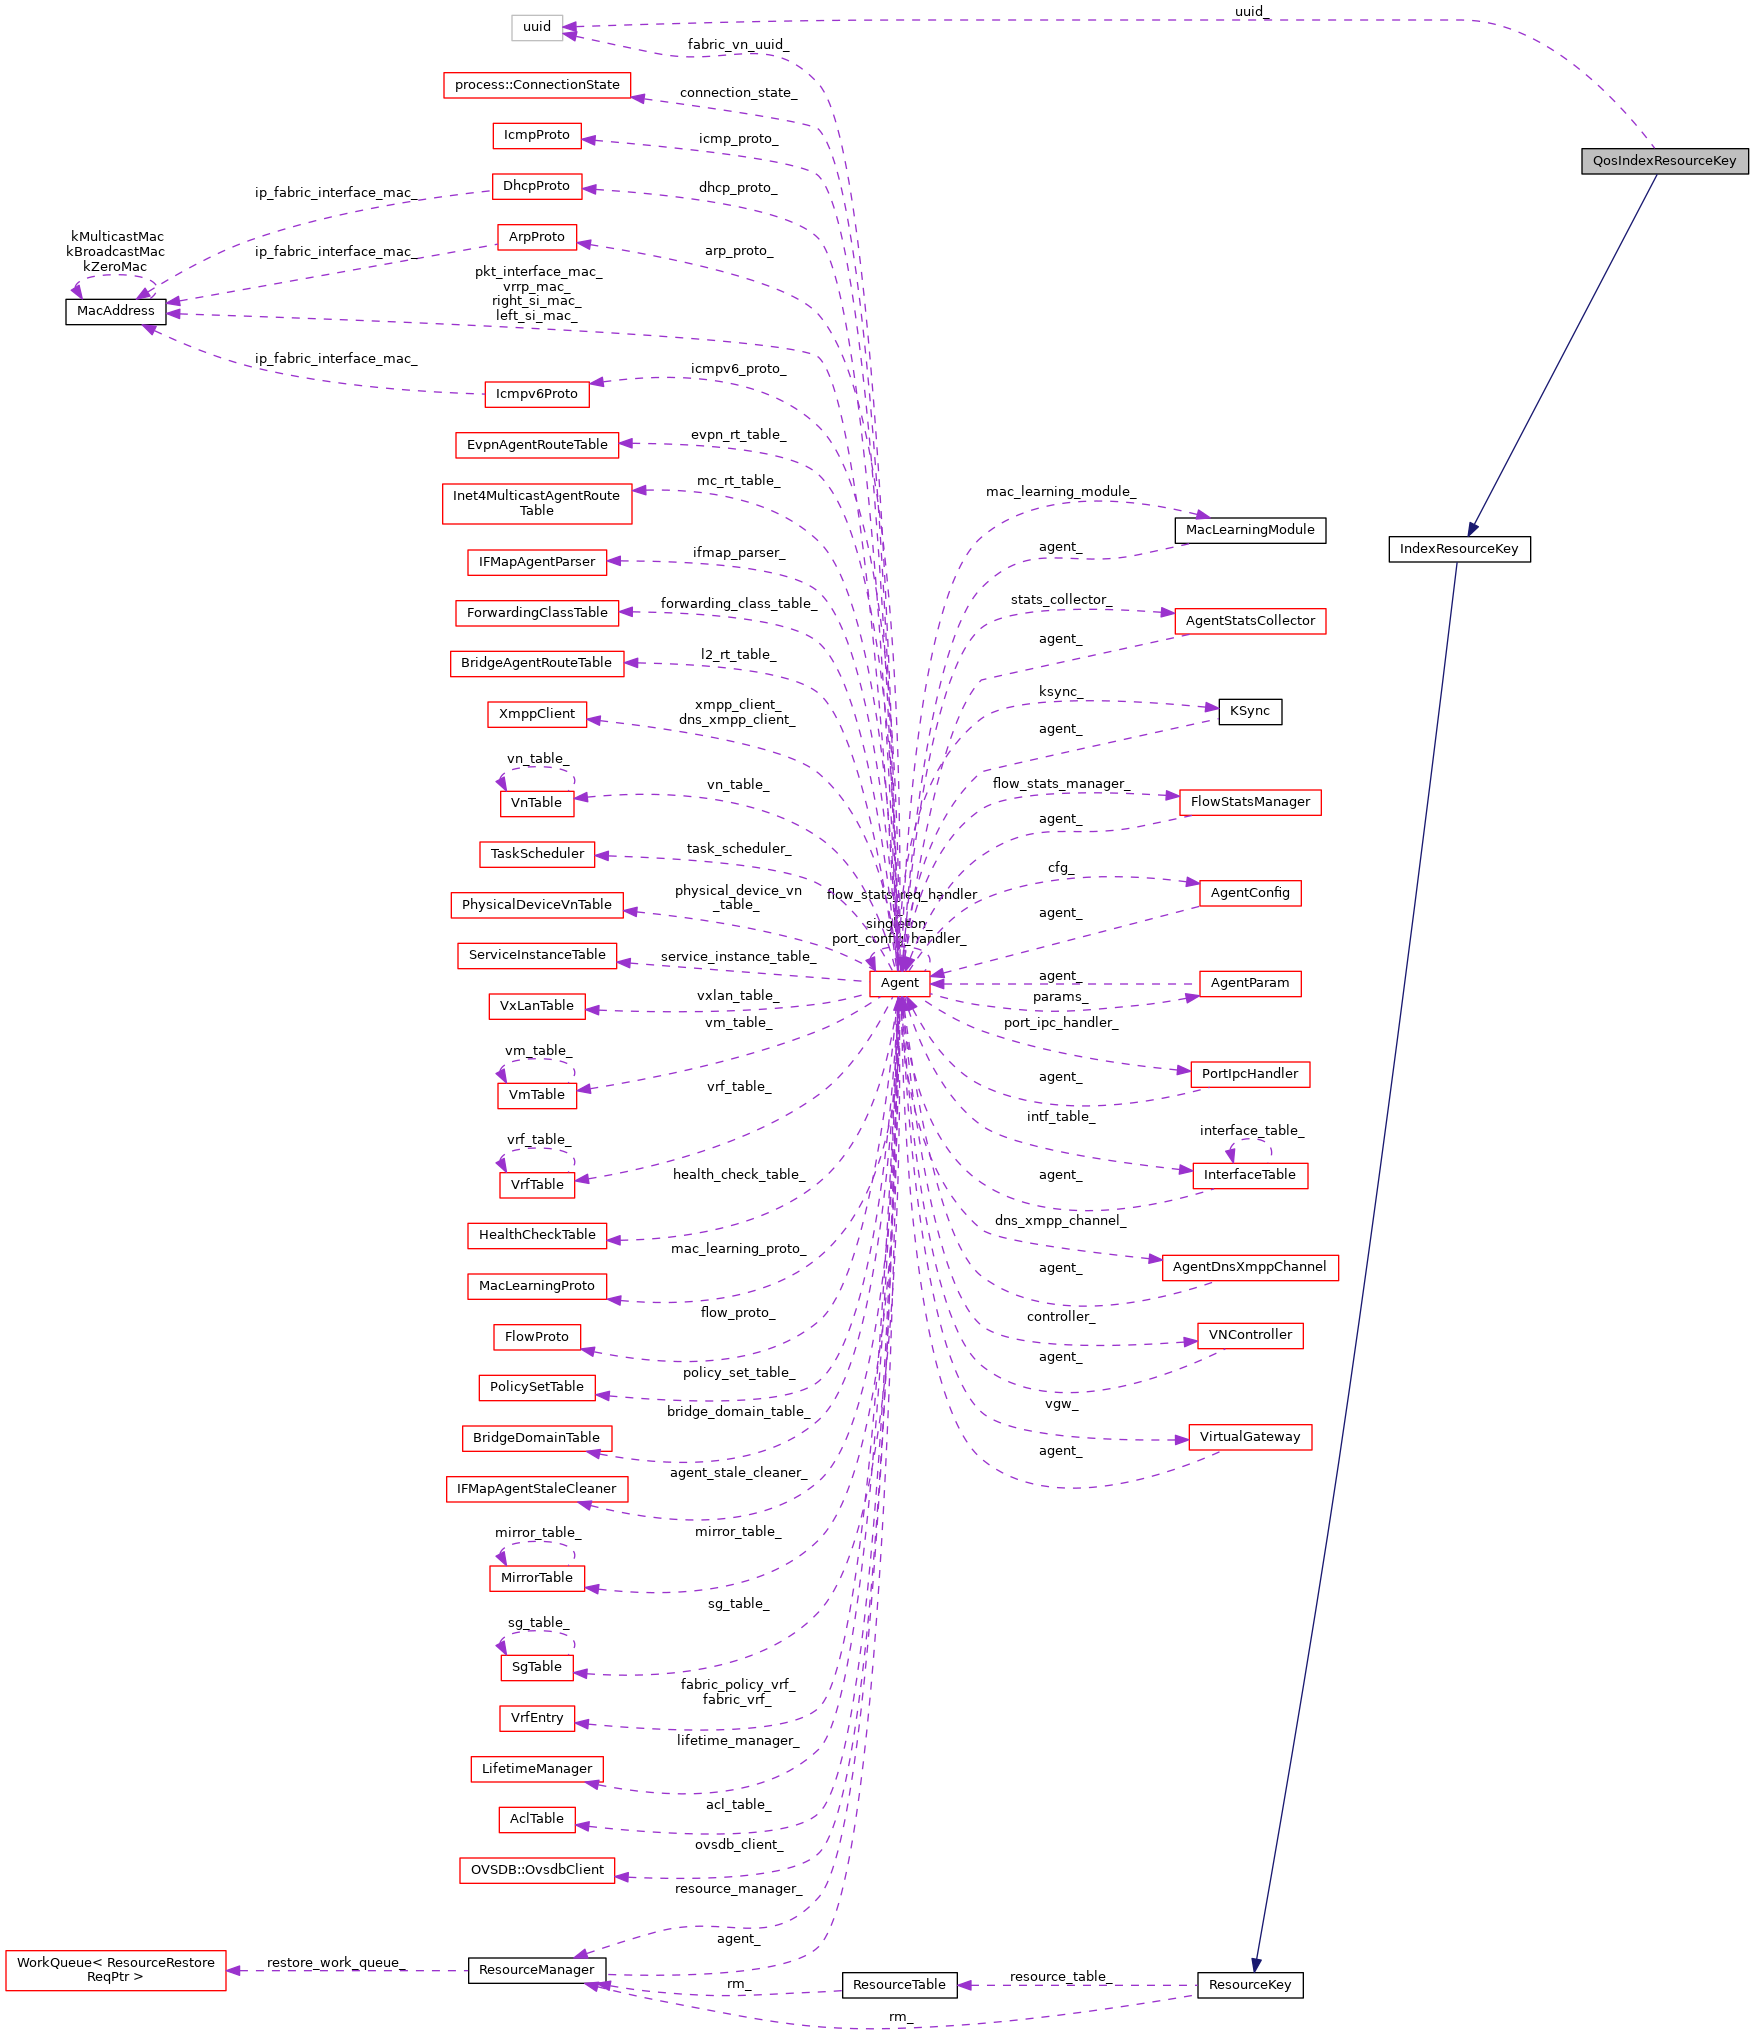 uuid_
uuid
fabric_vn_uuid_
process::ConnectionState
connection_state_
IcmpProto
icmp_proto_
QosIndexResourceKey
DhcpProto
dhcp_proto_
ip_fabric_interface_mac_
kMulticastMac
kBroadcastMac
kZeroMac
ArpProto
arp_proto_
ip_fabric_interface_mac_
pkt_interface_mac_
vrrp_mac_
right_si_mac_
left_si_mac_
MacAddress
ip_fabric_interface_mac_
icmpv6_proto_
Icmpv6Proto
EvpnAgentRouteTable
evpn_rt_table_
Inet4MulticastAgentRoute
Table
mc_rt_table_
mac_learning_module_
MacLearningModule
agent_
IndexResourceKey
IFMapAgentParser
ifmap_parser_
ForwardingClassTable
forwarding_class_table_
stats_collector_
AgentStatsCollector
agent_
BridgeAgentRouteTable
l2_rt_table_
ksync_
KSync
agent_
XmppClient
xmpp_client_
dns_xmpp_client_
vn_table_
VnTable
vn_table_
flow_stats_manager_
FlowStatsManager
agent_
TaskScheduler
task_scheduler_
cfg_
AgentConfig
agent_
PhysicalDeviceVnTable
physical_device_vn
_table_
flow_stats_req_handler
_
singleton_
port_config_handler_
ServiceInstanceTable
service_instance_table_
Agent
agent_
AgentParam
params_
VxLanTable
vxlan_table_
vm_table_
port_ipc_handler_
PortIpcHandler
agent_
vm_table_
VmTable
vrf_table_
intf_table_
interface_table_
InterfaceTable
agent_
vrf_table_
VrfTable
health_check_table_
HealthCheckTable
dns_xmpp_channel_
AgentDnsXmppChannel
agent_
mac_learning_proto_
MacLearningProto
flow_proto_
FlowProto
controller_
VNController
agent_
policy_set_table_
PolicySetTable
bridge_domain_table_
BridgeDomainTable
vgw_
VirtualGateway
agent_
agent_stale_cleaner_
IFMapAgentStaleCleaner
mirror_table_
mirror_table_
MirrorTable
sg_table_
sg_table_
SgTable
fabric_policy_vrf_
fabric_vrf_
VrfEntry
lifetime_manager_
LifetimeManager
acl_table_
AclTable
ovsdb_client_
OVSDB::OvsdbClient
resource_manager_
agent_
WorkQueue< ResourceRestore
ReqPtr >
restore_work_queue_
ResourceManager
rm_
ResourceTable
resource_table_
ResourceKey
rm_